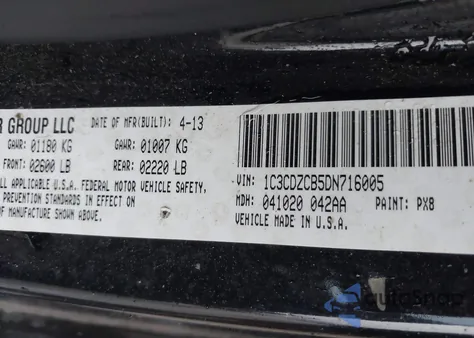 R GROUP LLC DATE OF MFR(BUILT): 4-13
GAWR: 01180 KG GAWR: 01007 KG
FRONT: 02600 LB REAR: 02220 LB
LL APPLICABLE U.S.A. FEDERAL MOTOR VEHICLE SAFETY,
PREVENTION STANDARDS IN EFFECT ON
OF MANUFACTURE SHOWN ABOVE.
VIN: 1C3CDZCB5DN716005
MDH: 041020 042AA PAINT: PX8
VEHICLE MADE IN U.S.A.
autoSnap